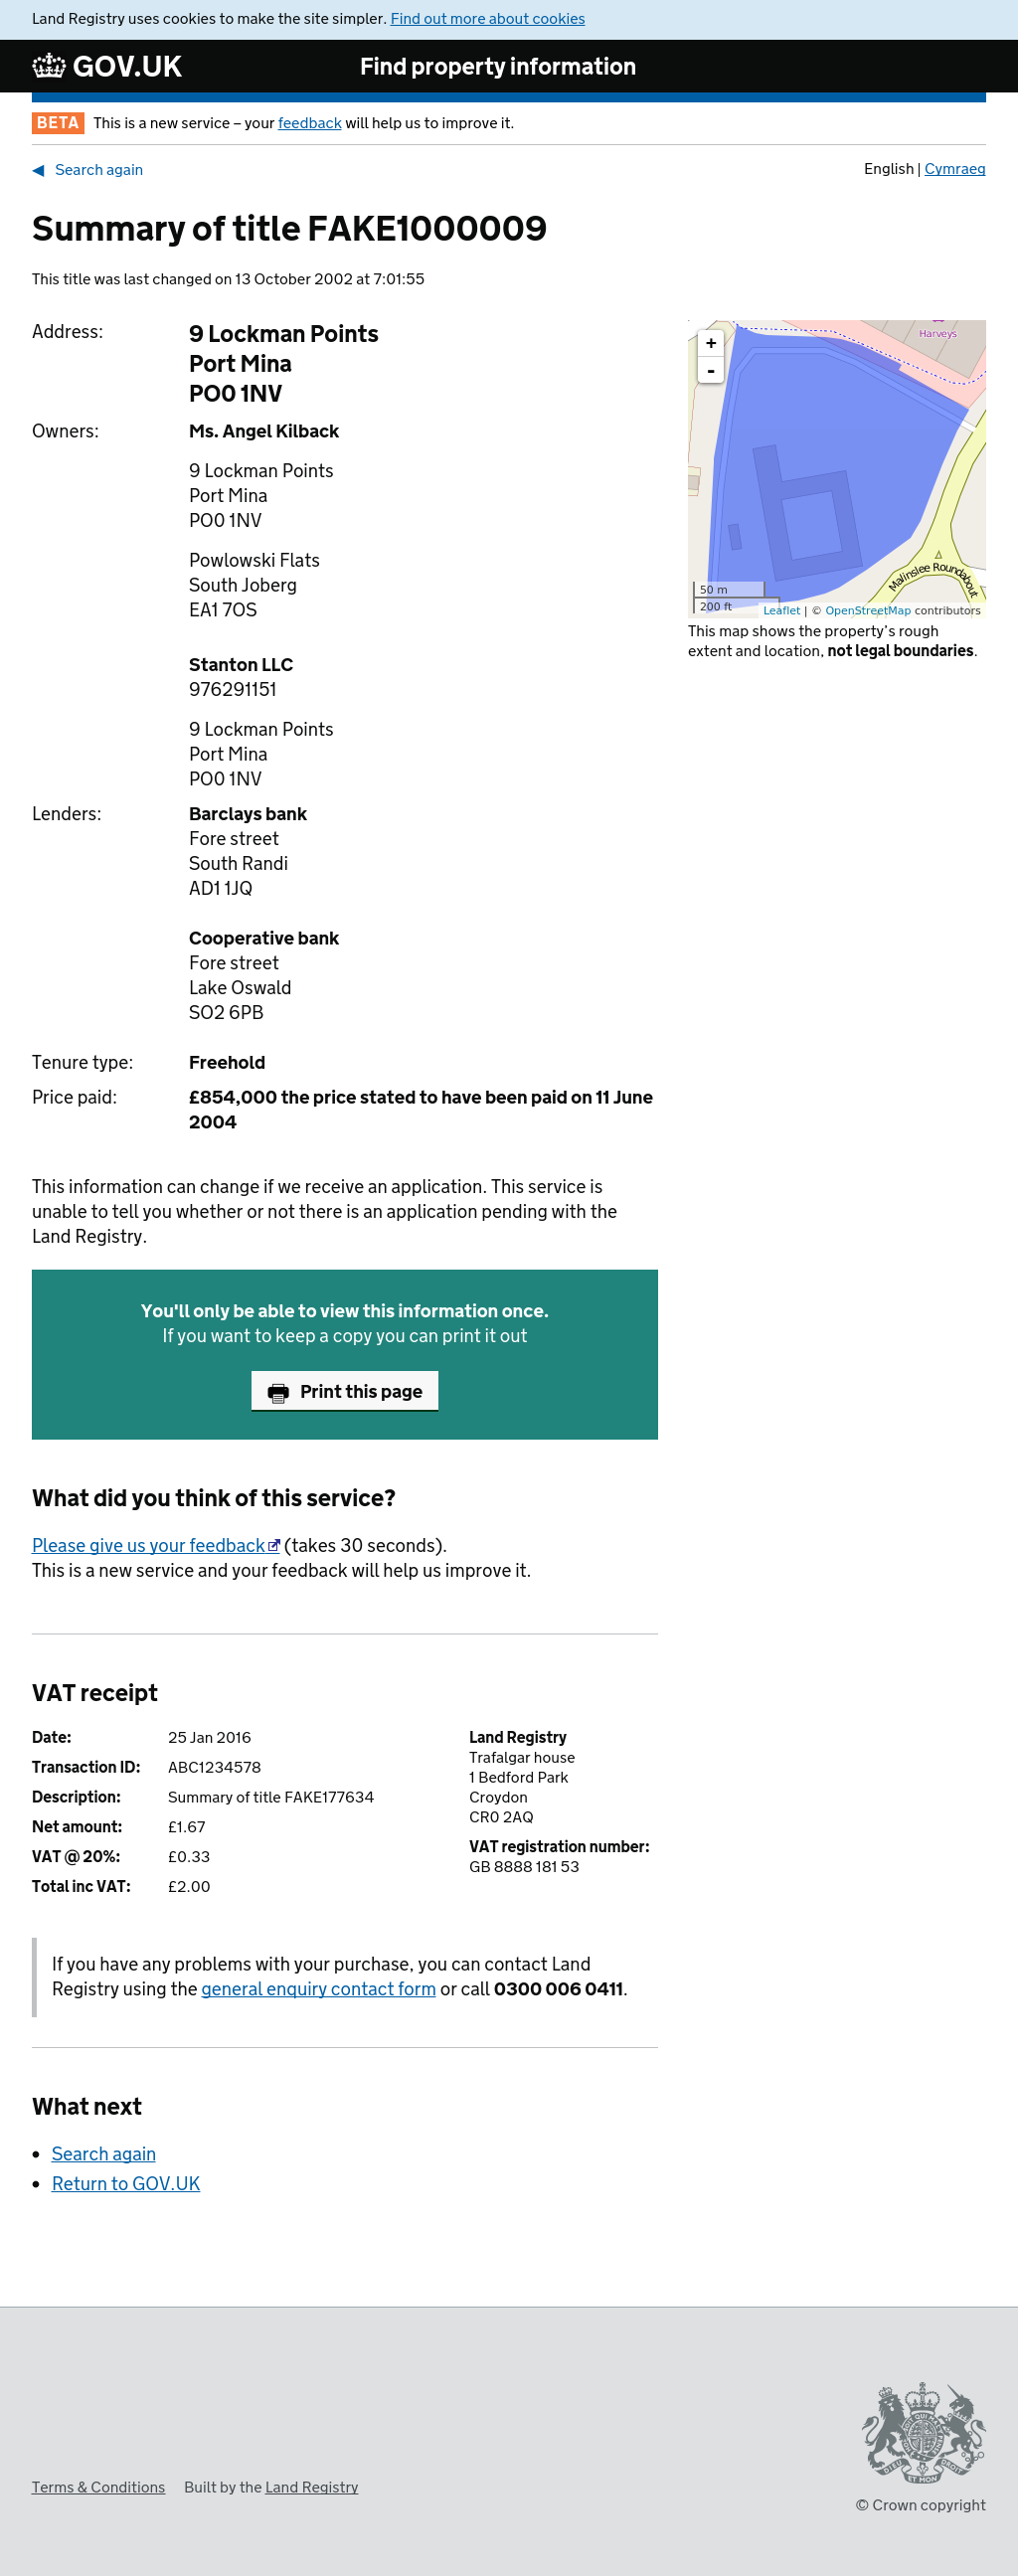 Land Registry uses cookies to make the site simpler. Find out more about cookies
GOV.UK
Find property information
BETA This is a new service – your feedback will help us to improve it.
Search again
English | Cymraeg
Summary of title FAKE1000009
This title was last changed on 13 October 2002 at 7:01:55
Address:
9 Lockman Points
Port Mina
PO0 1NV
Owners:
Ms. Angel Kilback
9 Lockman Points
Port Mina
PO0 1NV
Powlowski Flats
South Joberg
EA1 7OS
Stanton LLC
976291151
9 Lockman Points
Port Mina
PO0 1NV
Lenders:
Barclays bank
Fore street
South Randi
AD1 1JQ
Cooperative bank
Fore street
Lake Oswald
SO2 6PB
Tenure type:
Freehold
Price paid:
£854,000 the price stated to have been paid on 11 June
2004
+
-
Harveys
Malinslee Roundabout
50 m
200 ft
Leaflet | © OpenStreetMap contributors
This map shows the property's rough
extent and location, not legal boundaries.
This information can change if we receive an application. This service is
unable to tell you whether or not there is an application pending with the
Land Registry.
You'll only be able to view this information once.
If you want to keep a copy you can print it out
Print this page
What did you think of this service?
Please give us your feedback (takes 30 seconds).
This is a new service and your feedback will help us improve it.
VAT receipt
Date: 25 Jan 2016
Transaction ID: ABC1234578
Description: Summary of title FAKE177634
Net amount: £1.67
VAT @ 20%: £0.33
Total inc VAT: £2.00
Land Registry
Trafalgar house
1 Bedford Park
Croydon
CR0 2AQ
VAT registration number:
GB 8888 181 53
If you have any problems with your purchase, you can contact Land
Registry using the general enquiry contact form or call 0300 006 0411.
What next
Search again
Return to GOV.UK
Terms & Conditions Built by the Land Registry
DIEU ET MON DROIT
© Crown copyright